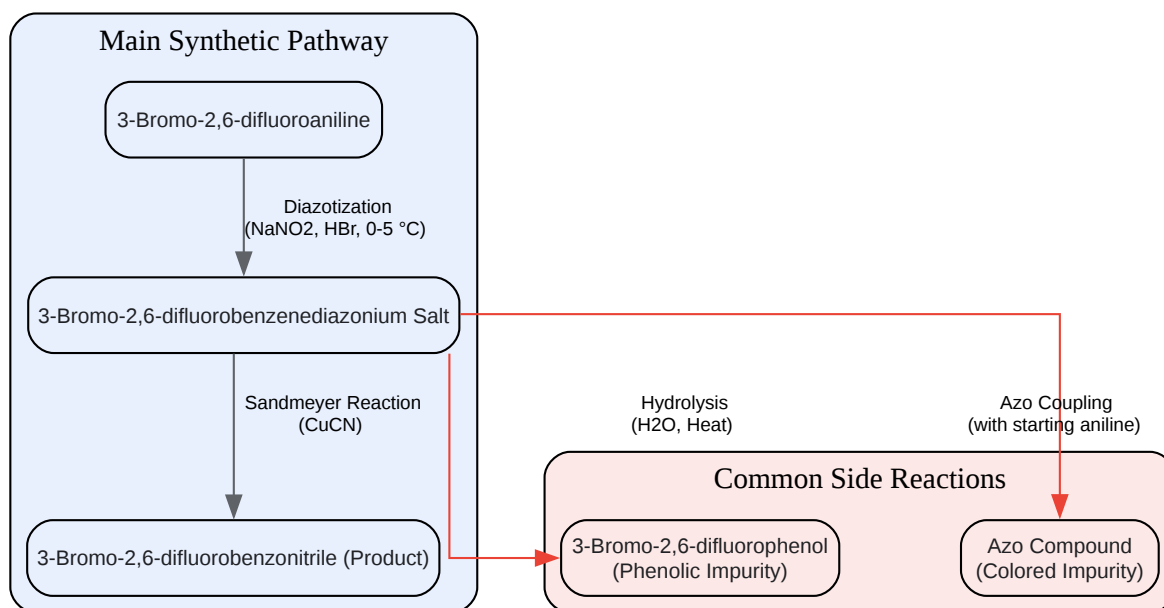 Main Synthetic Pathway
3-Bromo-2,6-difluoroaniline
Diazotization
(NaNO2, HBr, 0-5 °C)
3-Bromo-2,6-difluorobenzenediazonium Salt
Sandmeyer Reaction
(CuCN)
Hydrolysis
(H2O, Heat)
Azo Coupling
(with starting aniline)
Common Side Reactions
3-Bromo-2,6-difluorobenzonitrile (Product)
3-Bromo-2,6-difluorophenol
(Phenolic Impurity)
Azo Compound
(Colored Impurity)